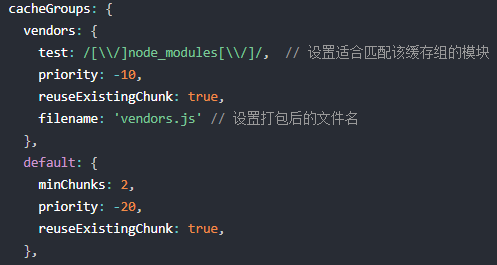 cacheGroups: {
vendors: {
test: /[\\/]node_modules[\\/]/,  // 设置适合匹配该缓存组的模块
priority: -10,
reuseExistingChunk: true,
filename: 'vendors.js' // 设置打包后的文件名
},
default: {
minChunks: 2,
priority: -20,
reuseExistingChunk: true,
},